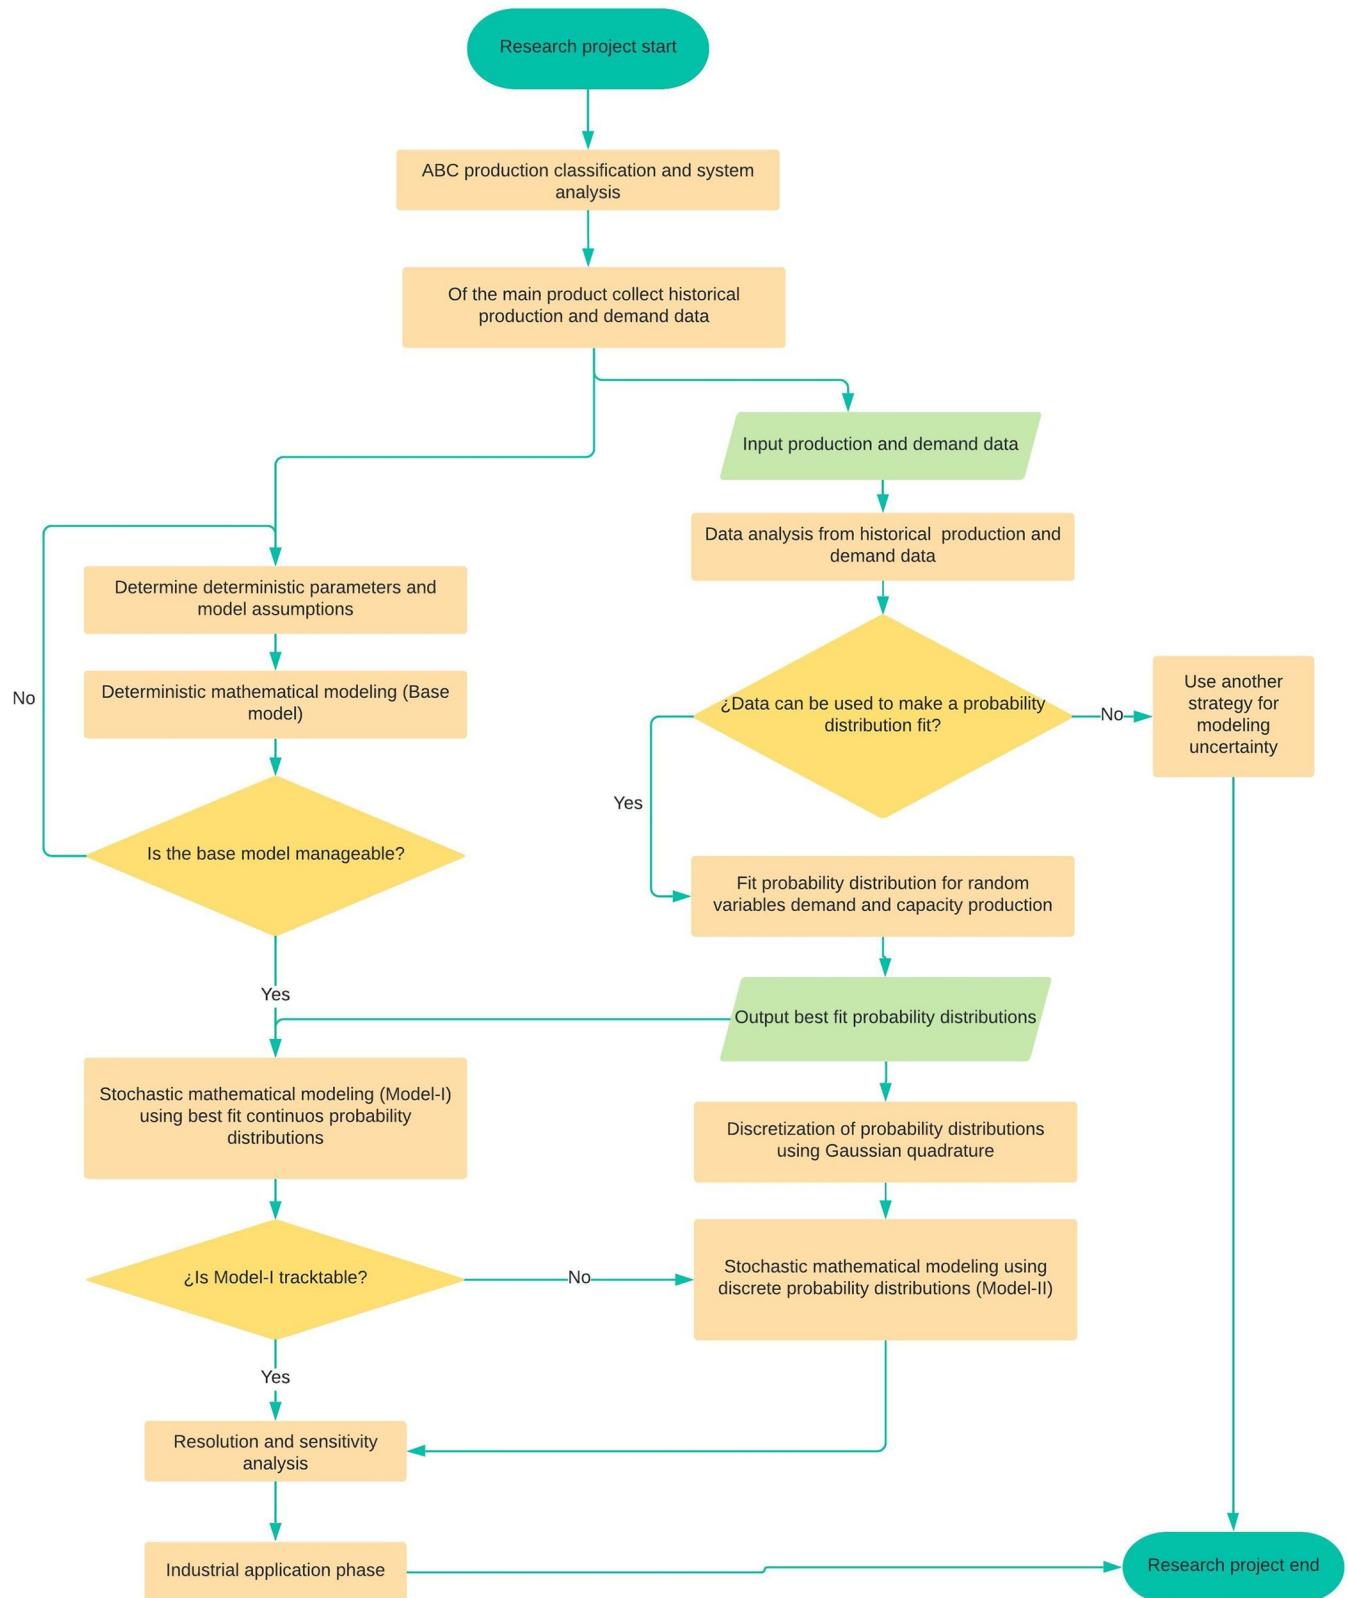 Research project start
ABC production classification and system
analysis
Of the main product collect historical
production and demand data
Input production and demand data
Data analysis from historical  production and
demand data
Determine deterministic parameters and
model assumptions
Deterministic mathematical modeling (Base
model)
No
¿Data can be used to make a probability
distribution fit?
No
Use another
strategy for
modeling
uncertainty
Yes
Is the base model manageable?
Fit probability distribution for random
variables demand and capacity production
Yes
Output best fit probability distributions
Stochastic mathematical modeling (Model-I)
using best fit continuos probability
distributions
Discretization of probability distributions
using Gaussian quadrature
¿Is Model-I tracktable?
No
Stochastic mathematical modeling using
discrete probability distributions (Model-II)
Yes
Resolution and sensitivity
analysis
Industrial application phase
Research project end